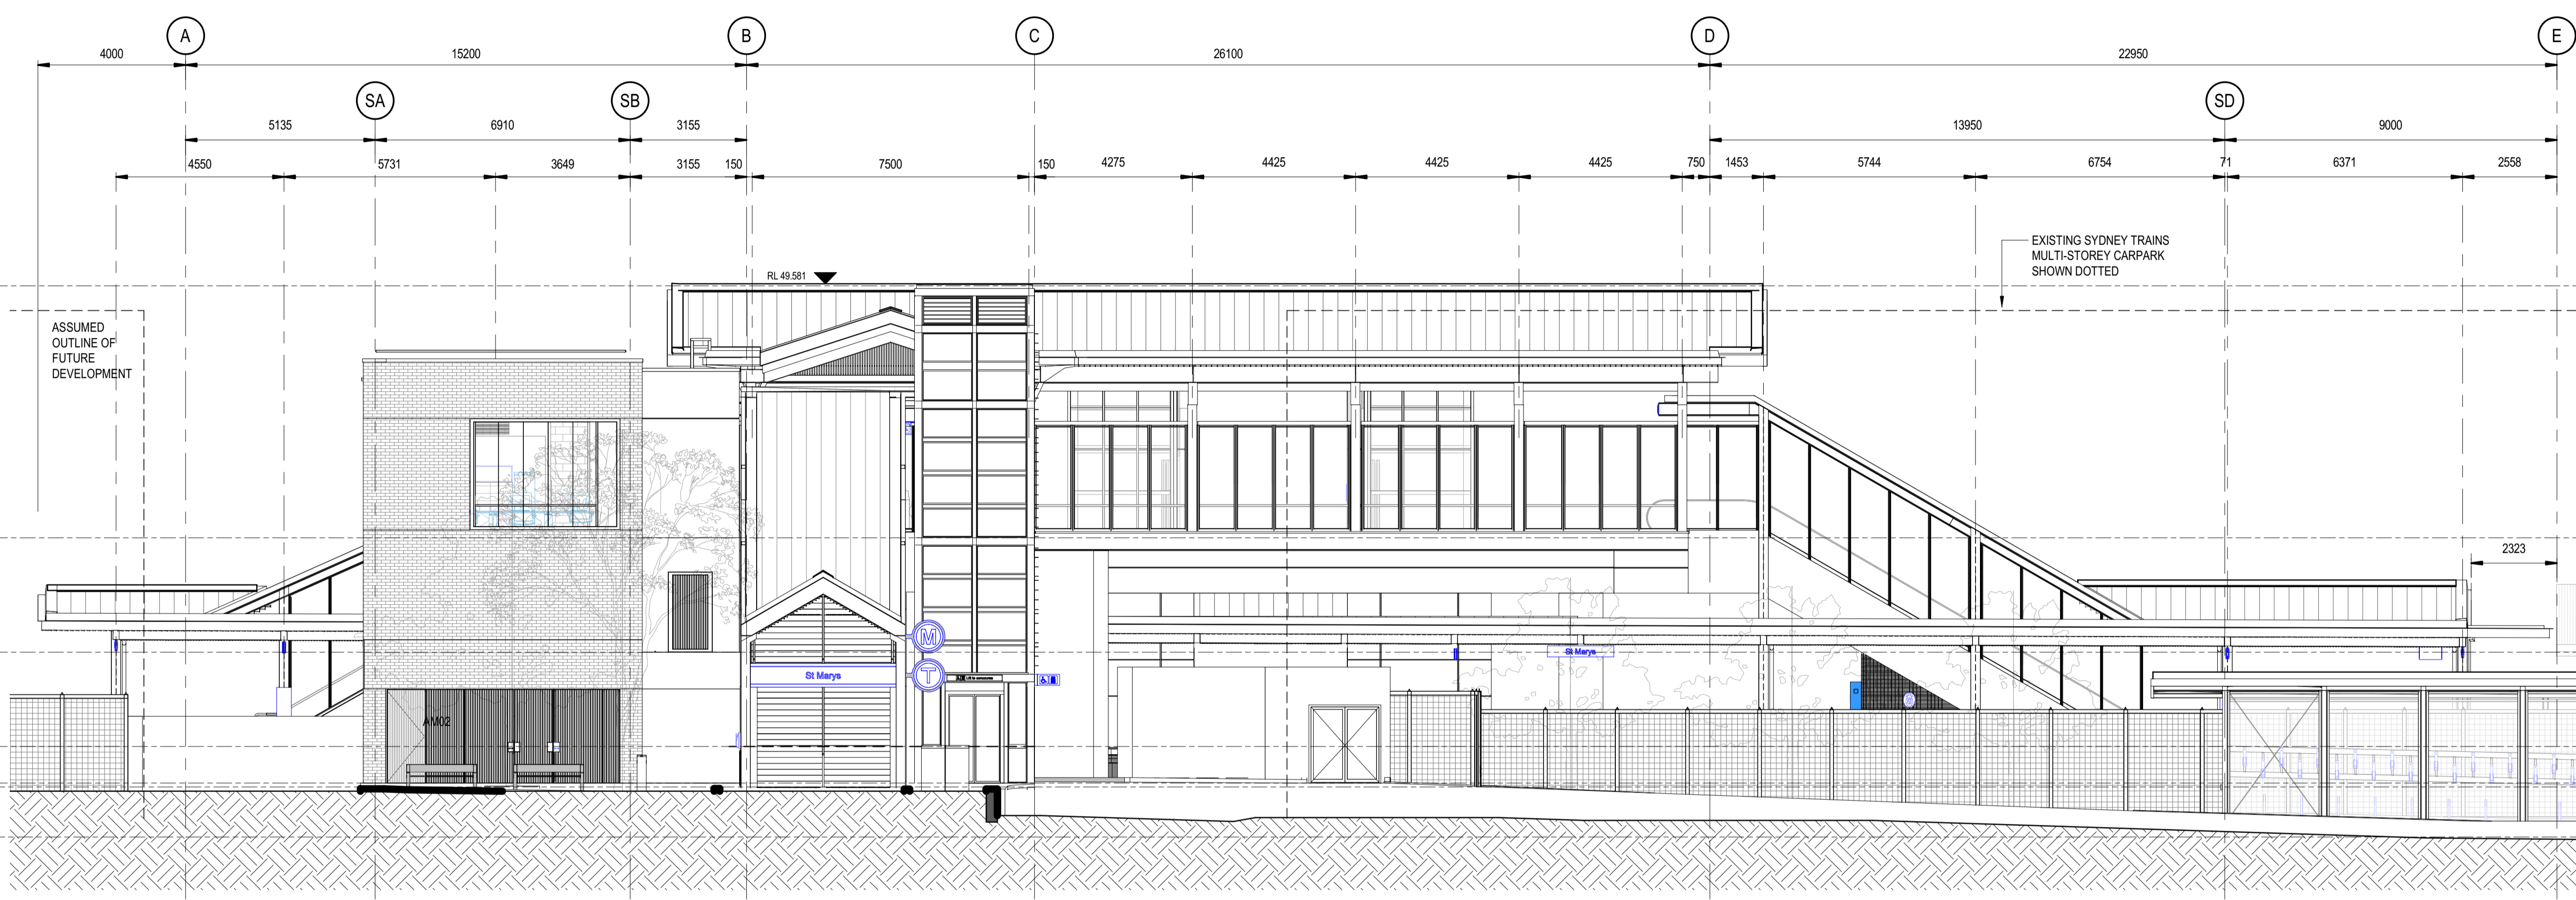 A
B
C
D
E
4000
15200
26100
22950
SA
SB
SD
5135
6910
3155
13950
9000
4550
5731
3649
3155
150
7500
150
4275
4425
4425
4425
750
1453
5744
6754
71
6371
2558
EXISTING SYDNEY TRAINS
MULTI-STOREY CARPARK
SHOWN DOTTED
RL 49.581
ASSUMED
OUTLINE OF
FUTURE
DEVELOPMENT
2323
M
St Marys
T
St Marys
AM02